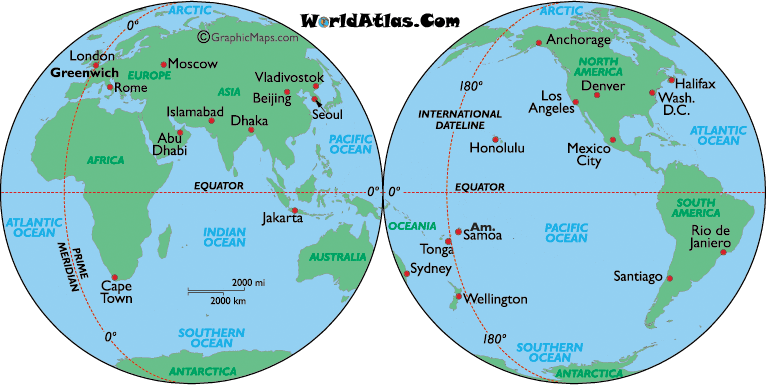 WorldAtlas.Com
© GraphicMaps.com
ARCTIC
0°
London
Greenwich
EUROPE
Moscow
Rome
ASIA
Vladivostok
Beijing
Seoul
Islamabad
Dhaka
Abu
Dhabi
PACIFIC
OCEAN
AFRICA
EQUATOR
0°
Jakarta
ATLANTIC
OCEAN
INDIAN
OCEAN
AUSTRALIA
PRIME
MERIDIAN
Cape
Town
2000 mi
2000 km
0°
SOUTHERN
OCEAN
ANTARCTICA
ARCTIC
Anchorage
NORTH
AMERICA
180°
Halifax
Denver
Los
Angeles
Wash.
D.C.
INTERNATIONAL
DATELINE
ATLANTIC
OCEAN
Honolulu
Mexico
City
0°
EQUATOR
SOUTH
AMERICA
OCEANIA
Am.
Samoa
PACIFIC
OCEAN
Rio de
Janiero
Tonga
Sydney
Santiago
Wellington
180°
SOUTHERN
OCEAN
ANTARCTICA